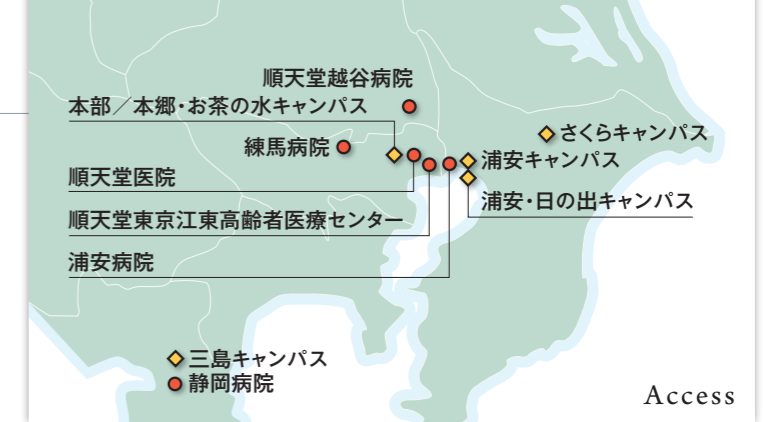 順天堂越谷病院
本部／本郷・お茶の水キャンパス
さくらキャンパス
練馬病院
浦安キャンパス
順天堂医院
浦安・日の出キャンパス
順天堂東京江東高齢者医療センター
浦安病院
三島キャンパス
静岡病院
Access